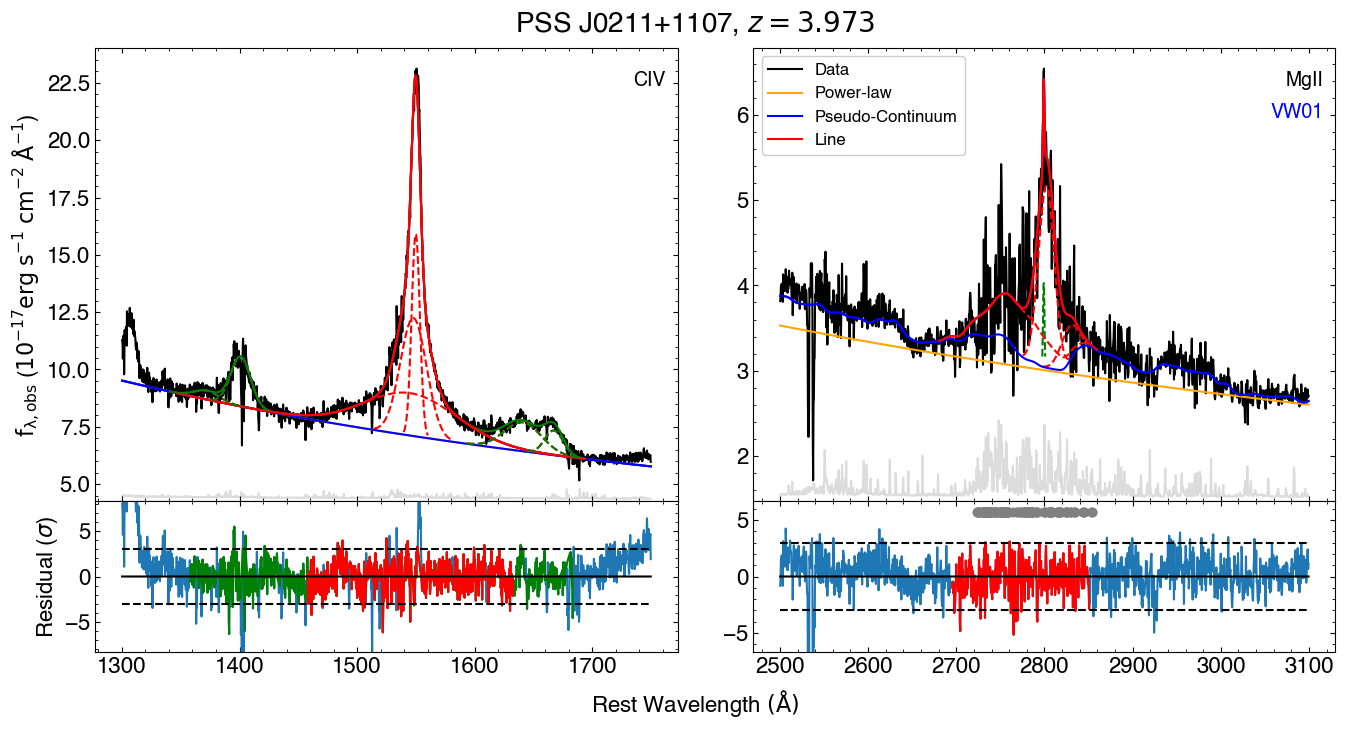 PSS J0211+1107, z = 3.973
CIV
22.5
20.0
17.5
15.0
12.5
10.0
7.5
5.0
f_{λ, obs} (10^{−17} erg s^{−1} cm^{−2} Å^{−1})
5
0
−5
Residual (σ)
1300 1400 1500 1600 1700
Data
Power-law
Pseudo-Continuum
Line
MgII
VW01
6
5
4
3
2
5
0
−5
2500 2600 2700 2800 2900 3000 3100
Rest Wavelength (Å)